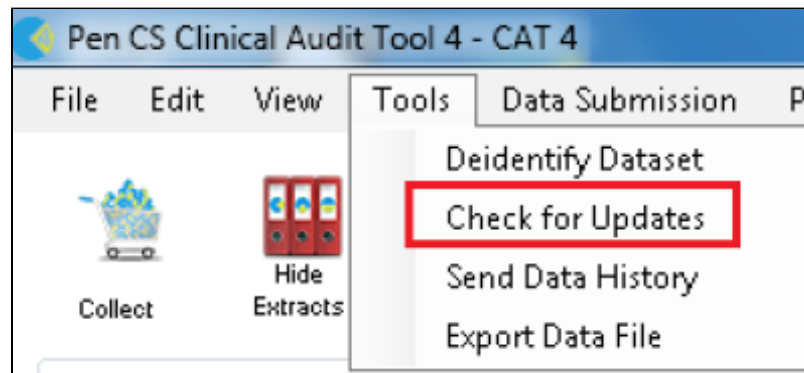 Pen CS Clinical Audit Tool 4 - CAT 4
File Edit View Tools Data Submission P
Deidentify Dataset
Check for Updates
Send Data History
Export Data File
Collect
Hide
Extracts